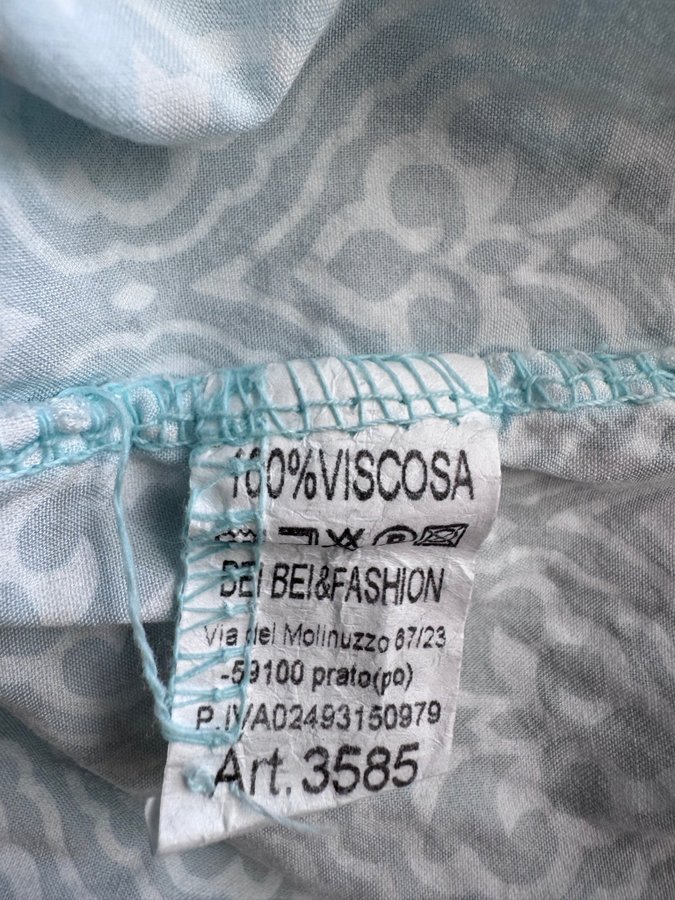 100%VISCOSA
BEI BEI&FASHION
Via del Molinuzzo 67/23
-59100 prato(po)
P.IVA02493150979
Art.3585